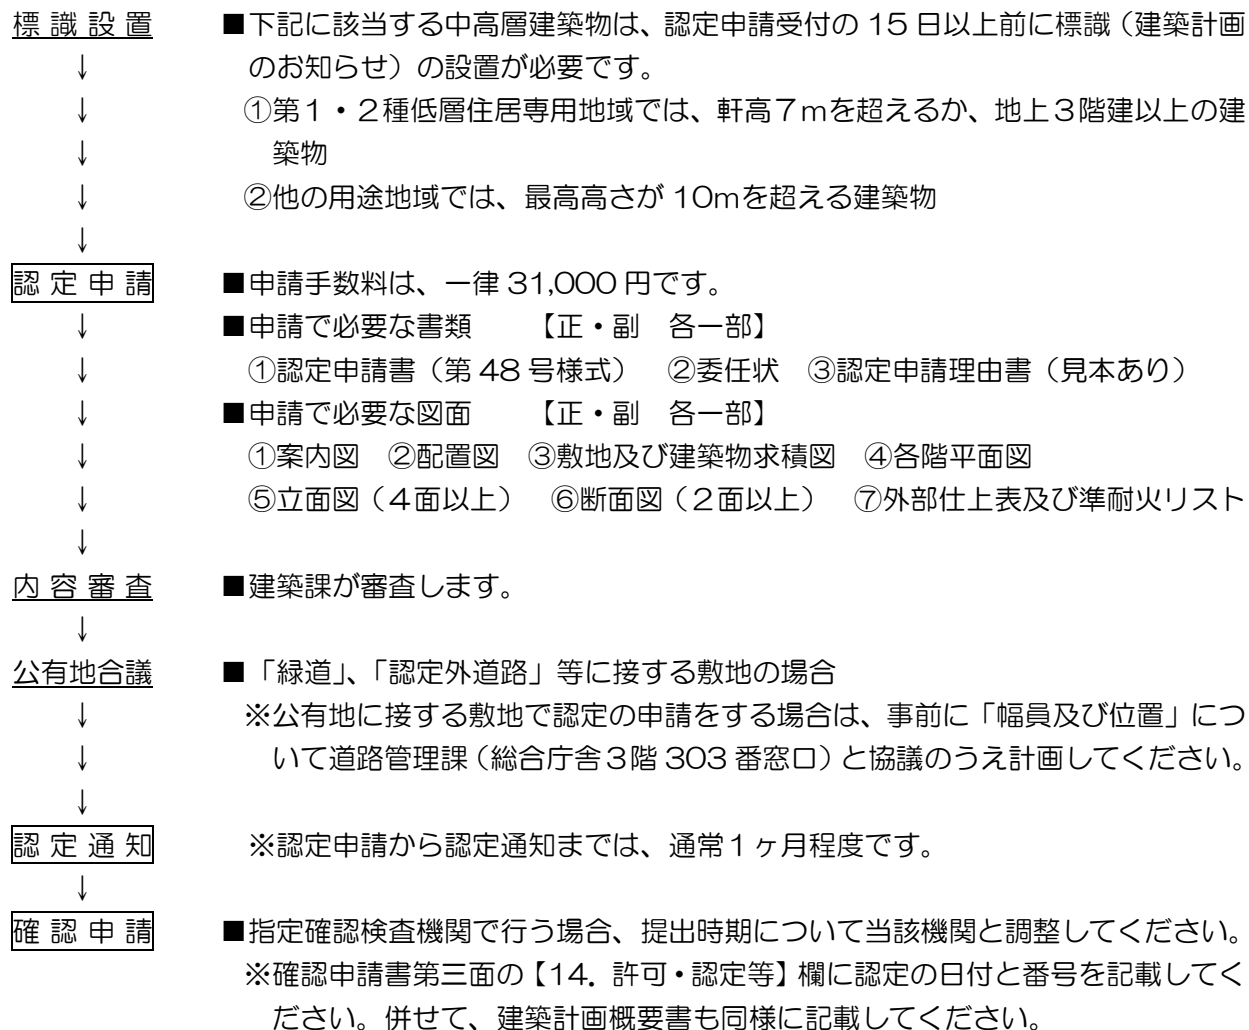 標 識 設 置 ■下記に該当する中高層建築物は、認定申請受付の 15 日以上前に標識（建築計画
↓ のお知らせ）の設置が必要です。
↓ ①第１・２種低層住居専用地域では、軒高７ｍを超えるか、地上３階建以上の建
↓ 築物
↓ ②他の用途地域では、最高高さが 10ｍを超える建築物
↓
認 定 申 請 ■申請手数料は、一律 31,000 円です。
↓ ■申請で必要な書類 【正・副 各一部】
↓ ①認定申請書（第 48 号様式） ②委任状 ③認定申請理由書（見本あり）
↓ ■申請で必要な図面 【正・副 各一部】
↓ ①案内図 ②配置図 ③敷地及び建築物求積図 ④各階平面図
↓ ⑤立面図（４面以上） ⑥断面図（２面以上） ⑦外部仕上表及び準耐火リスト
↓
内 容 審 査 ■建築課が審査します。
↓
公有地合議 ■「緑道」、「認定外道路」等に接する敷地の場合
↓ ※公有地に接する敷地で認定の申請をする場合は、事前に「幅員及び位置」につ
↓ いて道路管理課（総合庁舎３階 303 番窓口）と協議のうえ計画してください。
↓
認 定 通 知 ※認定申請から認定通知までは、通常１ヶ月程度です。
↓
確 認 申 請 ■指定確認検査機関で行う場合、提出時期について当該機関と調整してください。
※確認申請書第三面の【14．許可・認定等】欄に認定の日付と番号を記載してく
ださい。併せて、建築計画概要書も同様に記載してください。